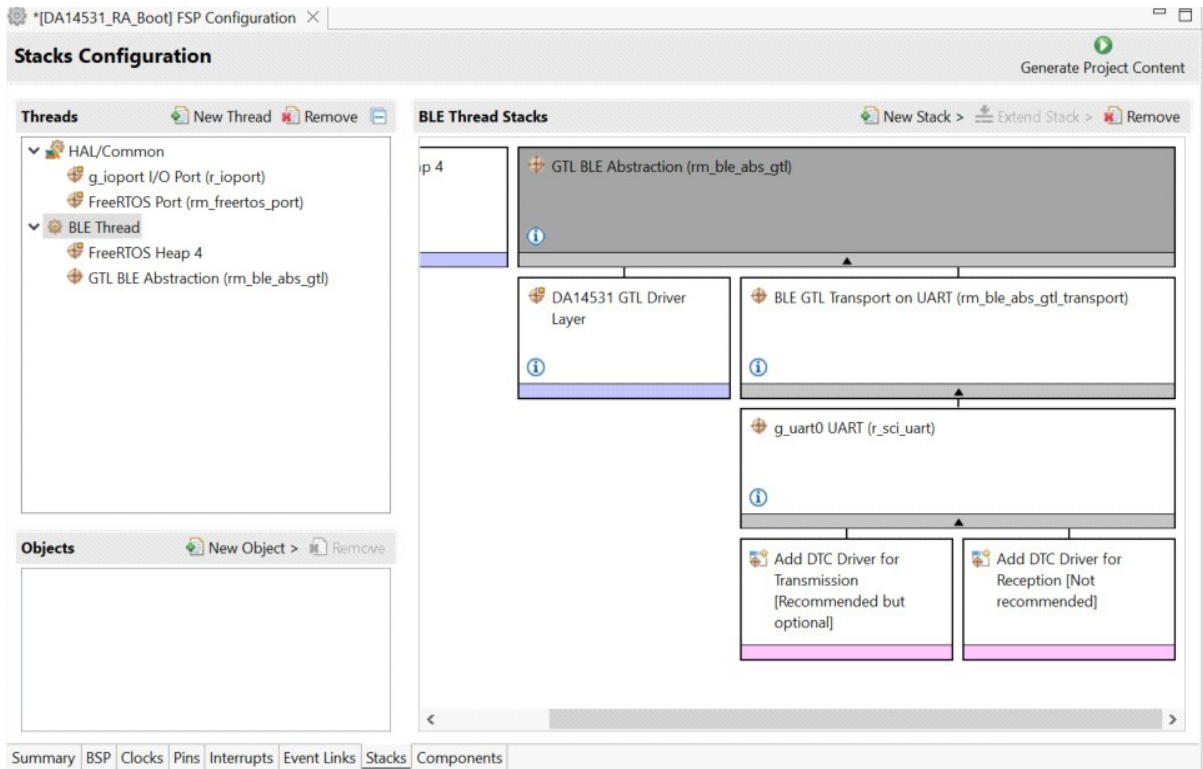 *[DA14531_RA_Boot] FSP Configuration
Stacks Configuration
Generate Project Content
Threads
New Thread
Remove
HAL/Common
g_ioport I/O Port (r_ioport)
FreeRTOS Port (rm_freertos_port)
BLE Thread
FreeRTOS Heap 4
GTL BLE Abstraction (rm_ble_abs_gtl)
Objects
New Object >
Remove
BLE Thread Stacks
New Stack >
Extend Stack >
Remove
ap 4
GTL BLE Abstraction (rm_ble_abs_gtl)
DA14531 GTL Driver
Layer
BLE GTL Transport on UART (rm_ble_abs_gtl_transport)
g_uart0 UART (r_sci_uart)
Add DTC Driver for
Transmission
[Recommended but
optional]
Add DTC Driver for
Reception [Not
recommended]
Summary BSP Clocks Pins Interrupts Event Links Stacks Components